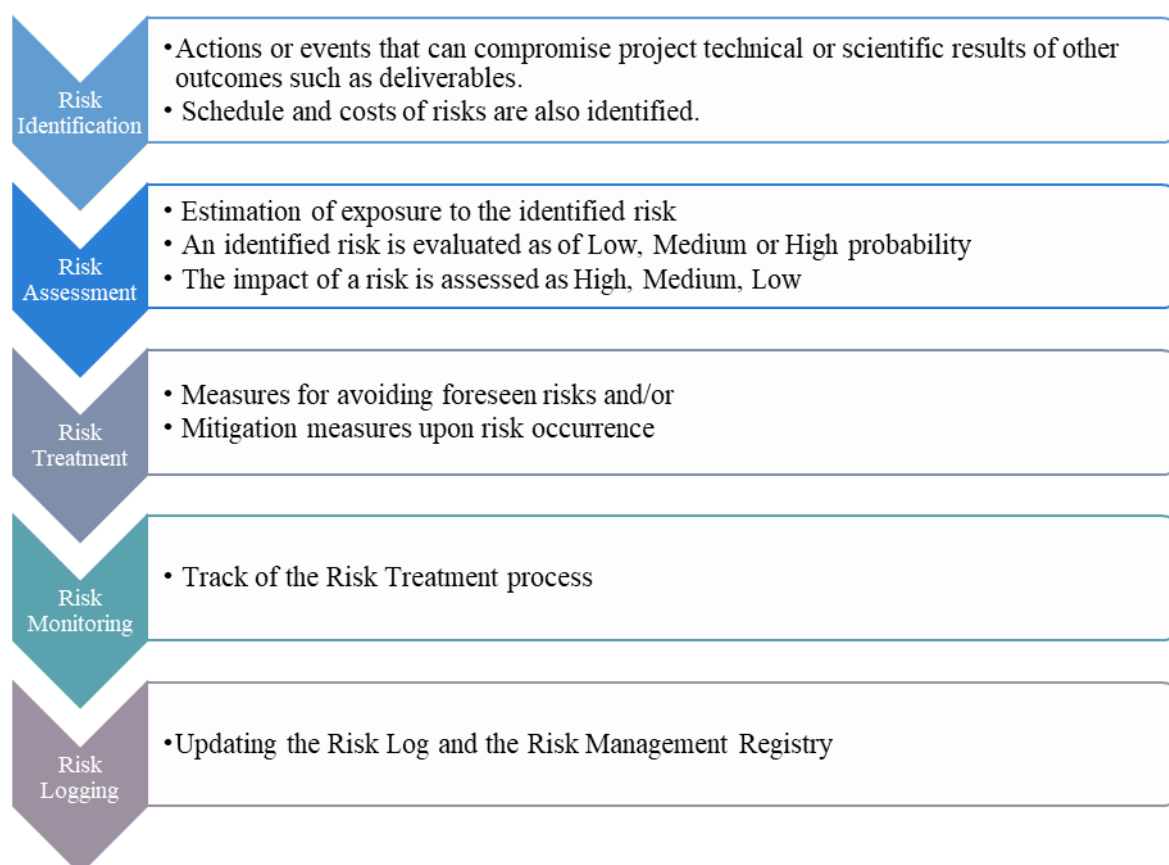 Risk
Identification
•Actions or events that can compromise project technical or scientific results of other
outcomes such as deliverables.
• Schedule and costs of risks are also identified.
Risk
Assessment
• Estimation of exposure to the identified risk
• An identified risk is evaluated as of Low, Medium or High probability
• The impact of a risk is assessed as High, Medium, Low
Risk
Treatment
• Measures for avoiding foreseen risks and/or
• Mitigation measures upon risk occurrence
Risk
Monitoring
• Track of the Risk Treatment process
Risk
Logging
•Updating the Risk Log and the Risk Management Registry